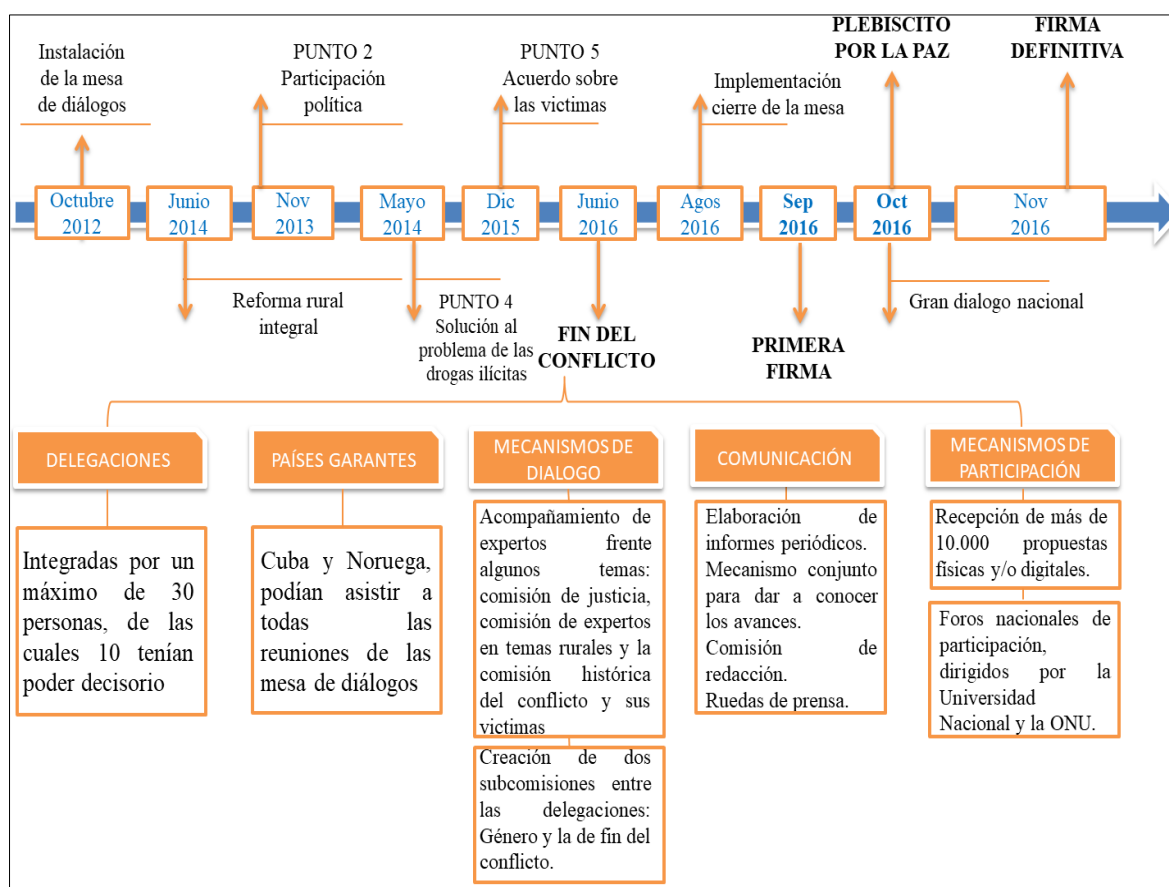 Instalación
de la mesa
de diálogos
PUNTO 2
Participación
política
PUNTO 5
Acuerdo sobre
las victimas
Implementación
cierre de la mesa
PLEBISCITO
POR LA PAZ
FIRMA
DEFINITIVA
Octubre
2012
Junio
2014
Nov
2013
Mayo
2014
Dic
2015
Junio
2016
Agos
2016
Sep
2016
Oct
2016
Nov
2016
Reforma rural
integral
PUNTO 4
Solución al
problema de las
drogas ilícitas
FIN DEL
CONFLICTO
PRIMERA
FIRMA
Gran dialogo nacional
DELEGACIONES
Integradas por un
máximo de 30
personas, de las
cuales 10 tenían
poder decisorio
PAÍSES GARANTES
Cuba y Noruega,
podían asistir a
todas las
reuniones de las
mesa de diálogos
MECANISMOS DE
DIALOGO
Acompañamiento de
expertos frente
algunos temas:
comisión de justicia,
comisión de expertos
en temas rurales y la
comisión histórica
del conflicto y sus
victimas
Creación de dos
subcomisiones entre
las delegaciones:
Género y la de fin del
conflicto.
COMUNICACIÓN
Elaboración de
informes periódicos.
Mecanismo conjunto
para dar a conocer
los avances.
Comisión de
redacción.
Ruedas de prensa.
MECANISMOS DE
PARTICIPACIÓN
Recepción de más de
10.000 propuestas
físicas y/o digitales.
Foros nacionales de
participación,
dirigidos por la
Universidad
Nacional y la ONU.